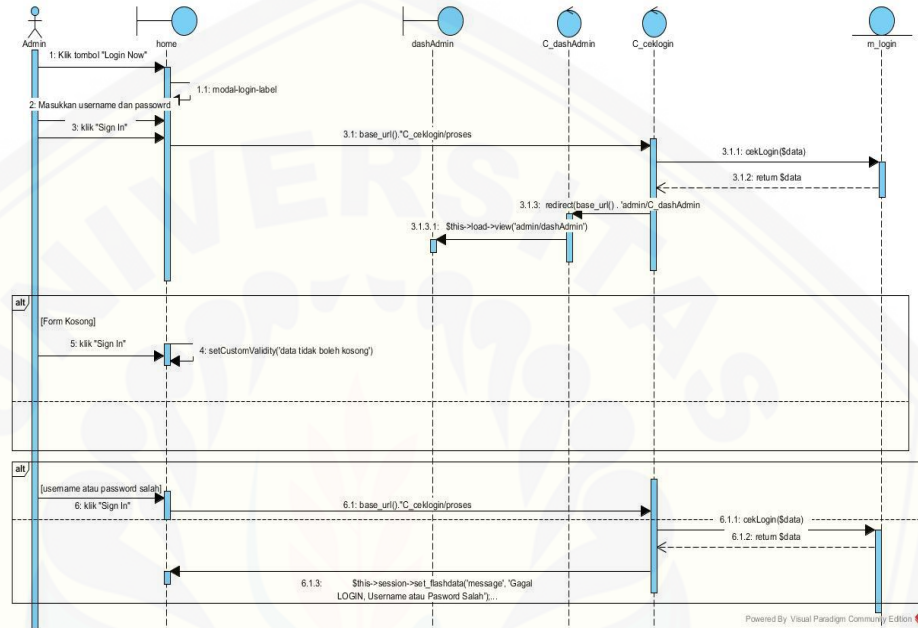 Admin
home
dashAdmin
C_dashAdmin
C_ceklogin
m_login
1: Klik tombol "Login Now"
1.1: modal-login-label
2: Masukkan username dan passowrd
3: klik "Sign In"
3.1: base_url()."C_ceklogin/proses
3.1.1: cekLogin($data)
3.1.2: return $data
3.1.3: redirect(base_url() . 'admin/C_dashAdmin
3.1.3.1: $this->load->view('admin/dashAdmin')
alt
[Form Kosong]
5: klik "Sign In"
4: setCustomValidity('data tidak boleh kosong')
alt
[username atau password salah]
6: klik "Sign In"
6.1: base_url()."C_ceklogin/proses
6.1.1: cekLogin($data)
6.1.2: return $data
6.1.3: $this->session->set_flashdata('message', 'Gagal
LOGIN, Username atau Pasword Salah');...
UNIVERSITAS
Powered By Visual Paradigm Community Edition